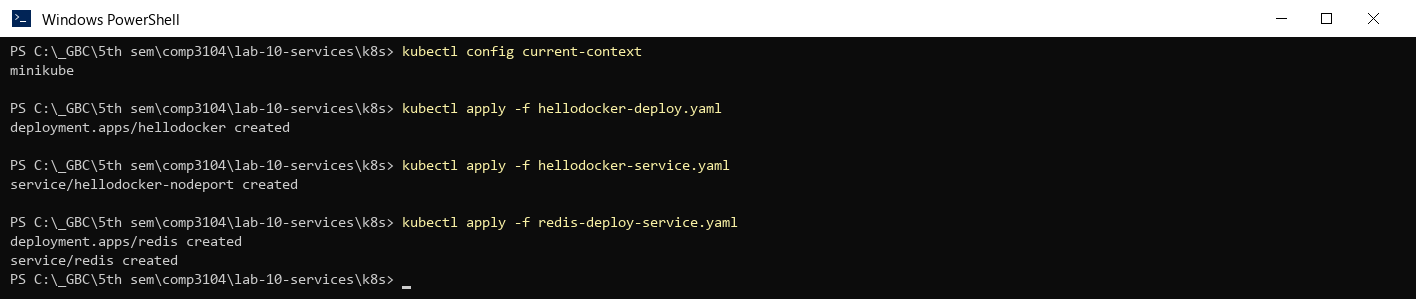 Windows PowerShell
PS C:\_GBC\5th sem\comp3104\lab-10-services\k8s> kubectl config current-context
minikube
PS C:\_GBC\5th sem\comp3104\lab-10-services\k8s> kubectl apply -f hellodocker-deploy.yaml
deployment.apps/hellodocker created
PS C:\_GBC\5th sem\comp3104\lab-10-services\k8s> kubectl apply -f hellodocker-service.yaml
service/hellodocker-nodeport created
PS C:\_GBC\5th sem\comp3104\lab-10-services\k8s> kubectl apply -f redis-deploy-service.yaml
deployment.apps/redis created
service/redis created
PS C:\_GBC\5th sem\comp3104\lab-10-services\k8s>